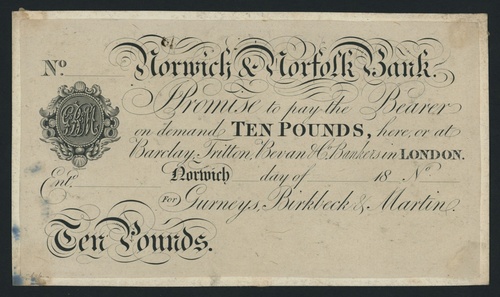 No Norwich & Norfolk Bank.
I Promise to pay the Bearer
on demand TEN POUNDS, here, or at
Barclay, Tritton, Bevan & Co. Bankers in LONDON.
Entd. Norwich day of 18 No
For Gurneys, Birkbeck & Martin.
Ten Pounds.